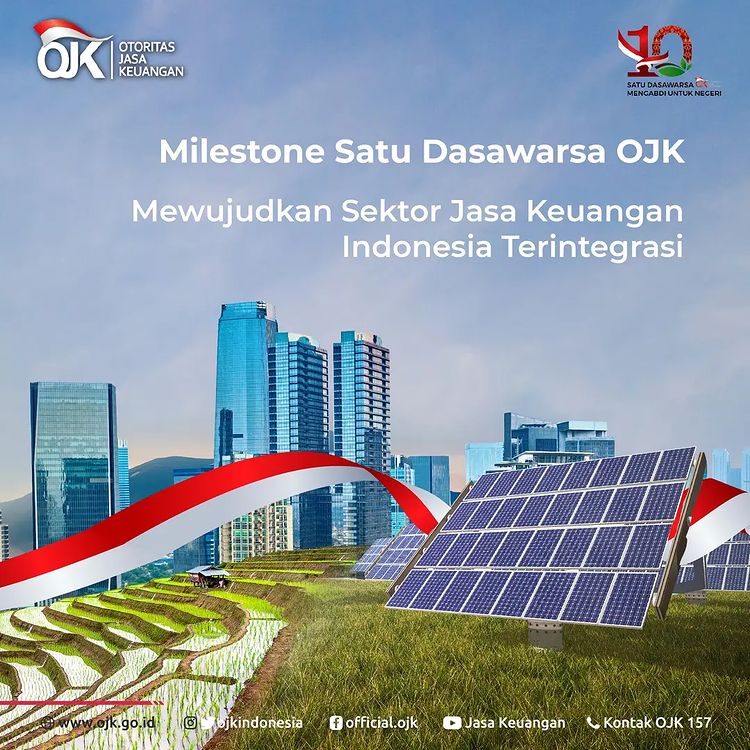 OJK OTORITAS
JASA
KEUANGAN
10
SATU DASAWARSA OJK
MENGABDI UNTUK NEGERI
Milestone Satu Dasawarsa OJK
Mewujudkan Sektor Jasa Keuangan
Indonesia Terintegrasi
www.ojk.go.id ojkindonesia official.ojk Jasa Keuangan Kontak OJK 157